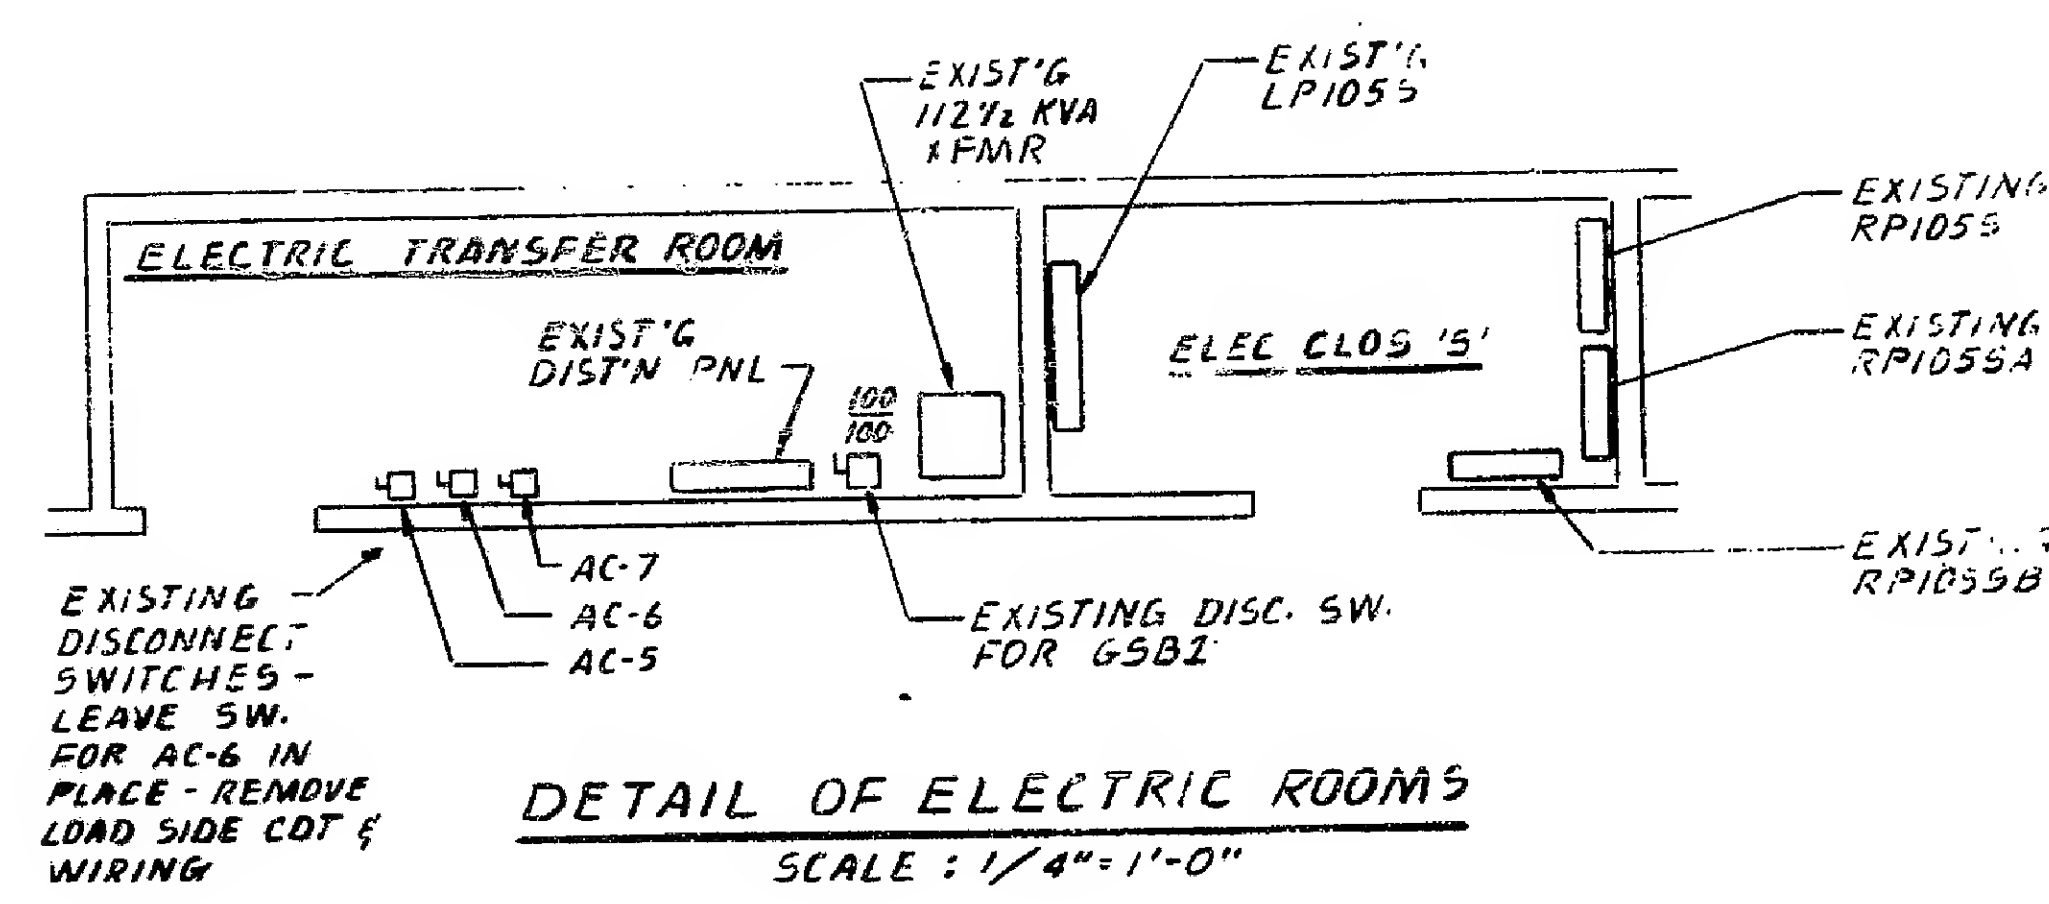 EXIST'G
112 1/2 KVA
XFMR
EXIST'G
LP105S
EXISTING
RP105S
ELECTRIC TRANSFER ROOM
EXIST'G
DIST'N PNL
100
100
ELEC CLOS 'S'
EXISTING
RP105SA
AC-7
AC-6
AC-5
EXISTING DISC. SW.
FOR GSB1
RP105SB
EXISTING
DISCONNECT
SWITCHES -
LEAVE SW.
FOR AC-6 IN
PLACE - REMOVE
LOAD SIDE CDT &
WIRING
DETAIL OF ELECTRIC ROOMS
SCALE : 1/4" = 1'-0"